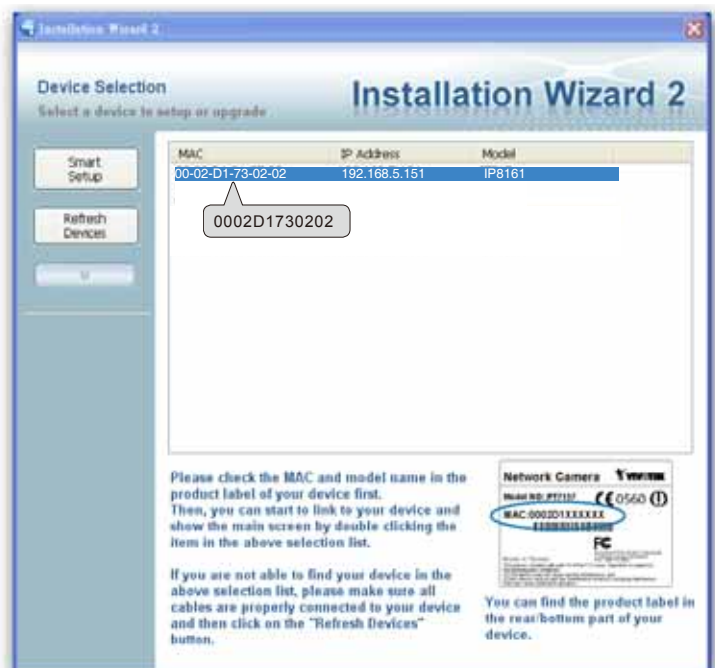 Installation Wizard 2
Device Selection
Select a device to setup or upgrade
Installation Wizard 2
Smart
Setup
Refresh
Devices
MAC IP Address Model
00-02-D1-73-02-02 192.168.5.151 IP8161
0002D1730202
Please check the MAC and model name in the
product label of your device first.
Then, you can start to link to your device and
show the main screen by double clicking the
item in the above selection list.
If you are not able to find your device in the
above selection list, please make sure all
cables are properly connected to your device
and then click on the "Refresh Devices"
button.
Network Camera VIVOTEK
CE 0560
MAC:0002D1XXXXXX
FC
You can find the product label in
the rear/bottom part of your
device.